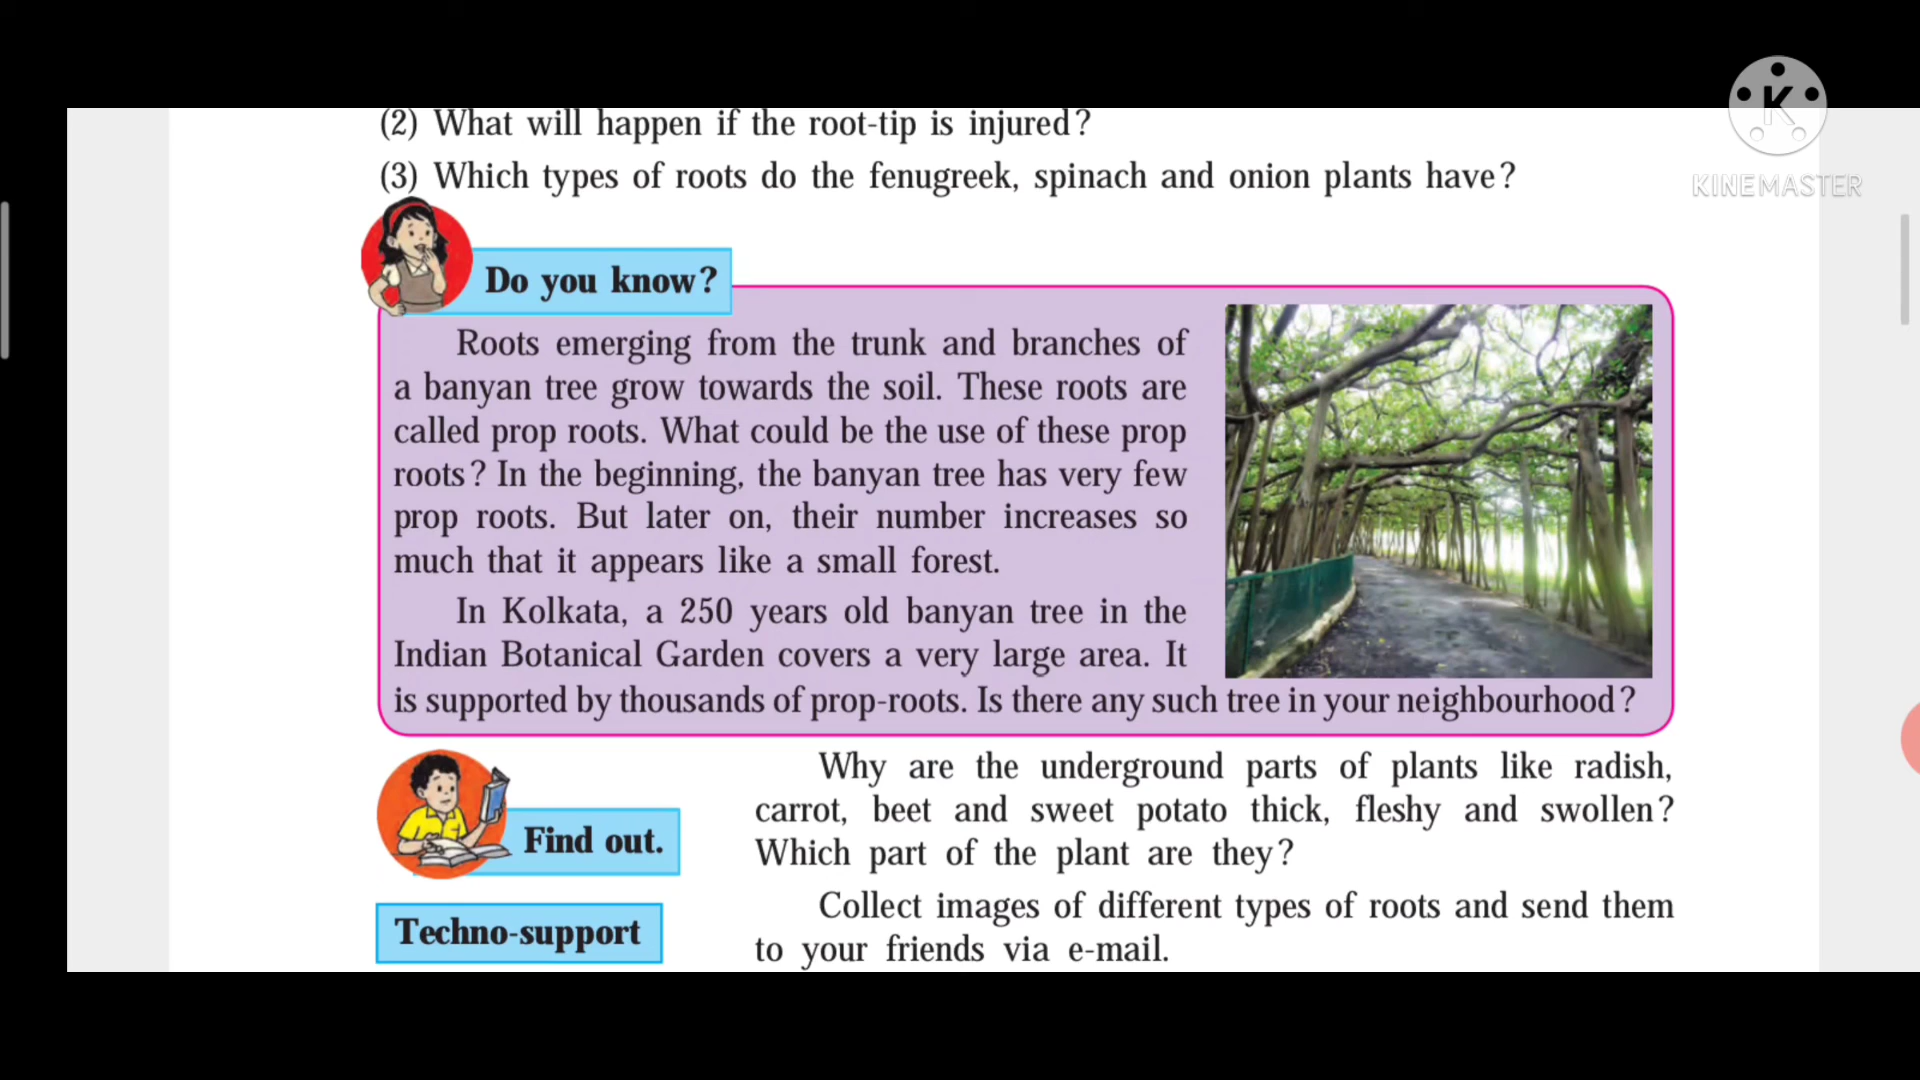 (2) What will happen if the root-tip is injured?
(3) Which types of roots do the fenugreek, spinach and onion plants have?
K
KINEMASTER
Do you know?
Roots emerging from the trunk and branches of
a banyan tree grow towards the soil. These roots are
called prop roots. What could be the use of these prop
roots? In the beginning, the banyan tree has very few
prop roots. But later on, their number increases so
much that it appears like a small forest.
In Kolkata, a 250 years old banyan tree in the
Indian Botanical Garden covers a very large area. It
is supported by thousands of prop-roots. Is there any such tree in your neighbourhood?
Find out.
Why are the underground parts of plants like radish,
carrot, beet and sweet potato thick, fleshy and swollen?
Which part of the plant are they?
Techno-support
Collect images of different types of roots and send them
to your friends via e-mail.